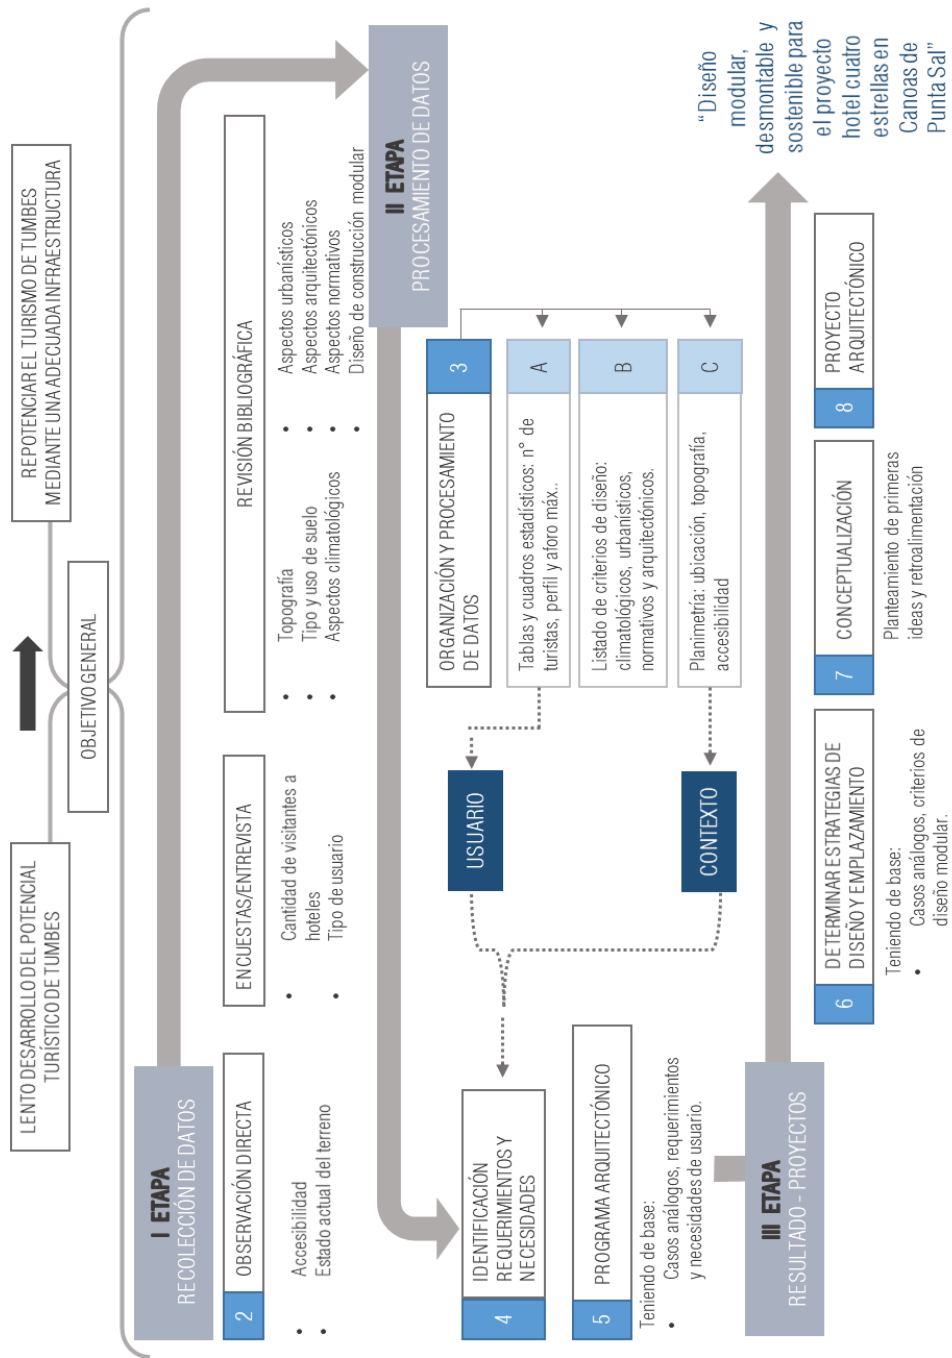 LENTO DESARROLLO DEL POTENCIAL
TURÍSTICO DE TUMBES
REPOTENCIAR EL TURISMO DE TUMBES
MEDIANTE UNA ADECUADA INFRAESTRUCTURA
OBJETIVO GENERAL
I ETAPA
RECOLECCIÓN DE DATOS
2
OBSERVACIÓN DIRECTA
• Accesibilidad
• Estado actual del terreno
ENCUESTAS/ENTREVISTA
• Cantidad de visitantes a
hoteles
• Tipo de usuario
REVISIÓN BIBLIOGRÁFICA
• Topografía
• Tipo y uso de suelo
• Aspectos climatológicos
• Aspectos urbanísticos
• Aspectos arquitectónicos
• Aspectos normativos
Diseño de construcción modular
II ETAPA
PROCESAMIENTO DE DATOS
ORGANIZACIÓN Y PROCESAMIENTO
DE DATOS
3
Tablas y cuadros estadísticos: n° de
turistas, perfil y aforo máx..
A
Listado de criterios de diseño:
climatológicos, urbanísticos,
normativos y arquitectónicos.
B
Planimetría: ubicación, topografía,
accesibilidad
C
USUARIO
CONTEXTO
4
IDENTIFICACIÓN
REQUERIMIENTOS Y
NECESIDADES
5
PROGRAMA ARQUITECTÓNICO
Teniendo de base:
• Casos análogos, requerimientos
y necesidades de usuario.
III ETAPA
RESULTADO - PROYECTOS
6
DETERMINAR ESTRATEGIAS DE
DISEÑO Y EMPLAZAMIENTO
Teniendo de base:
• Casos análogos, criterios de
diseño modular.
7
CONCEPTUALIZACIÓN
Planteamiento de primeras
ideas y retroalimentación
8
PROYECTO
ARQUITECTÓNICO
“Diseño
modular,
desmontable y
sostenible para
el proyecto
hotel cuatro
estrellas en
Canoas de
Punta Sal”